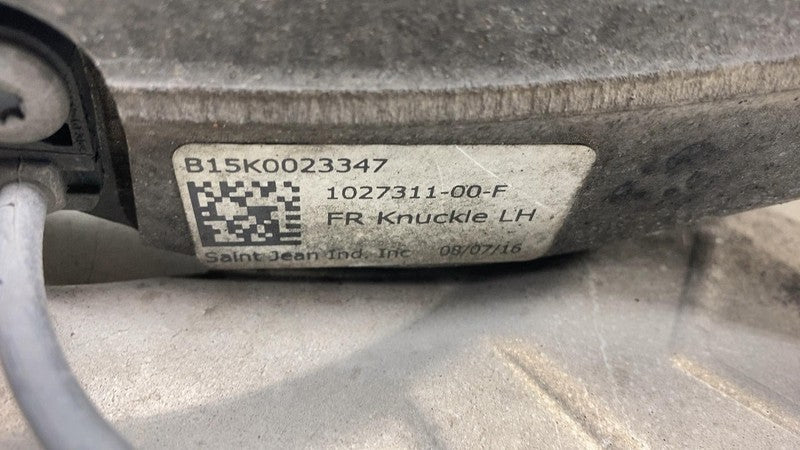 B15K0023347
1027311-00-F
FR Knuckle LH
Saint Jean Ind. Inc 08/07/16